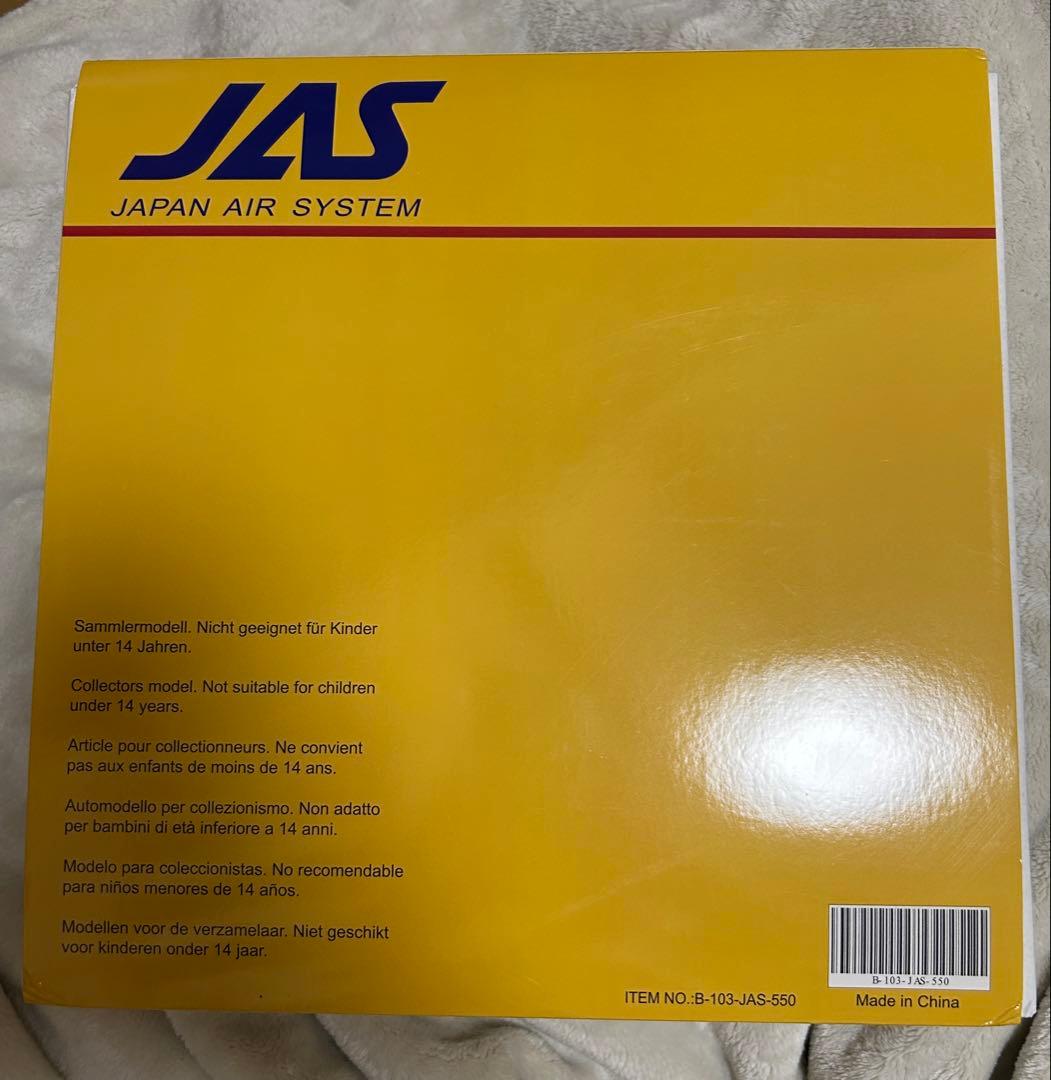 JAS
JAPAN AIR SYSTEM
Sammlermodell. Nicht geeignet für Kinder
unter 14 Jahren.
Collectors model. Not suitable for children
under 14 years.
Article pour collectionneurs. Ne convient
pas aux enfants de moins de 14 ans.
Automodello per collezionismo. Non adatto
per bambini di età inferiore a 14 anni.
Modelo para coleccionistas. No recomendable
para niños menores de 14 años.
Modellen voor de verzamelaar. Niet geschikt
voor kinderen onder 14 jaar.
B-103-JAS-550
ITEM NO.:B-103-JAS-550
Made in China